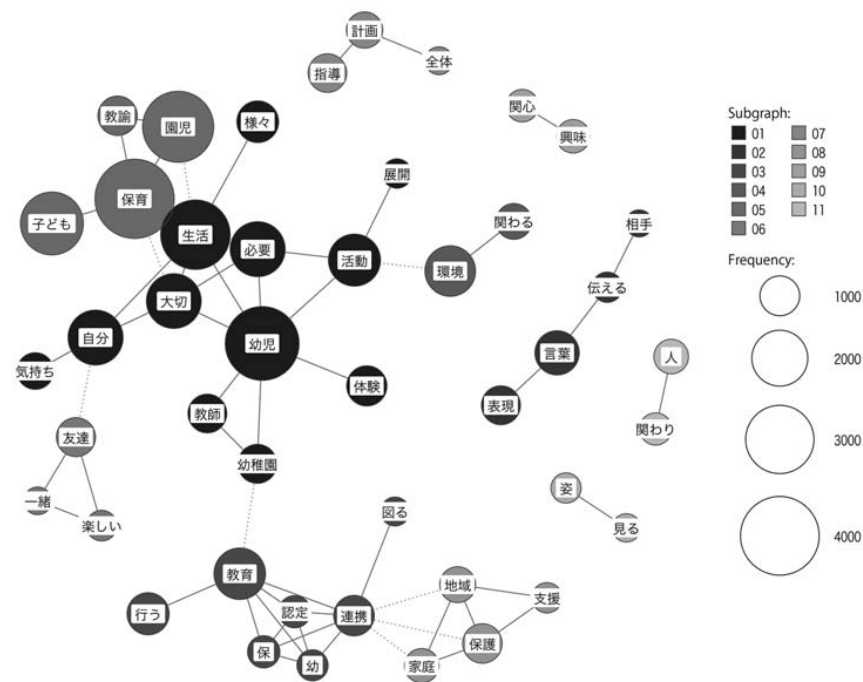 計画
全体
指導
関心
興味
教諭
園児
様々
展開
保育
子ども
生活
必要
活動
関わる
環境
相手
伝える
大切
自分
幼児
気持ち
体験
言葉
表現
人
関わり
教師
友達
幼稚園
一緒
楽しい
姿
見る
図る
教育
行う
認定
連携
保
幼
地域
支援
保護
家庭
Subgraph:
01 07
02 08
03 09
04 10
05 11
06
Frequency:
1000
2000
3000
4000